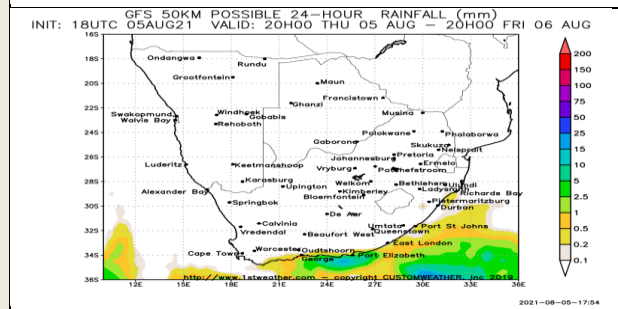 GFS 50KM POSSIBLE 24-HOUR RAINFALL (mm)
INIT: 18UTC 05AUG21 VALID: 20H00 THU 05 AUG - 20H00 FRI 06 AUG
16S
18S
20S
22S
24S
26S
28S
30S
32S
34S
36S
Ondangwa
Rundu
Grootfontein
Maun
Francistown
Ghanzi
Musina
Swakopmund
Windhoek
Gobabis
Walvis Bay
Rehoboth
Polokwane
Phalaborwa
Gaborone
Skukuza
Nelspruit
Pretoria
Johannesburg
Ermelo
Luderitz
Keetmanshoop
Vryburg
Potchefstroom
Karasburg
Welkom
Bethlehem
Ulundi
Upington
Kimberley
Ladysmith
Richards Bay
Alexander Bay
Bloemfontein
Springbok
Pietermaritzburg
Durban
De Aar
Calvinia
Umtata
Port St Johns
Vredendal
Beaufort West
Queenstown
East London
Worcester
Oudtshoorn
Cape Town
George
Port Elizabeth
http://www.1stweather.com - copyright CUSTOMWEATHER, Inc 2019
12E
15E
18E
21E
24E
27E
30E
33E
36E
200
150
100
75
50
25
15
10
5
2.5
1
0.5
0.2
0.1
2021-08-05-17:54